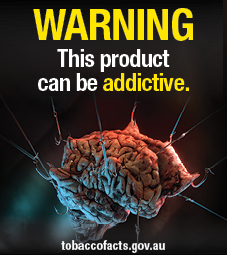 WARNING
This product
can be addictive.
tobaccofacts.gov.au